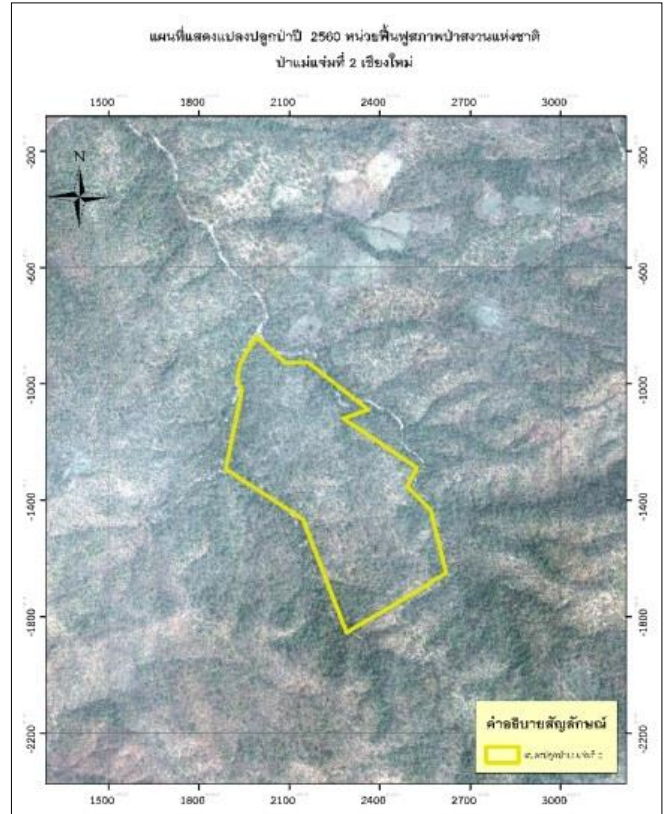 แผนที่แสดงแปลงปลูกป่าปี 2560 หน่วยฟื้นฟูสภาพป่าสงวนแห่งชาติ
ป่าแม่แจ่มที่ 2 เชียงใหม่
1500 1800 2100 2400 2700 3000
-200 -200
N
-600 -600
-1000 -1000
-1400 -1400
-1800 -1800
คำอธิบายสัญลักษณ์
-2200 -2200
1500 1800 2100 2400 2700 3000